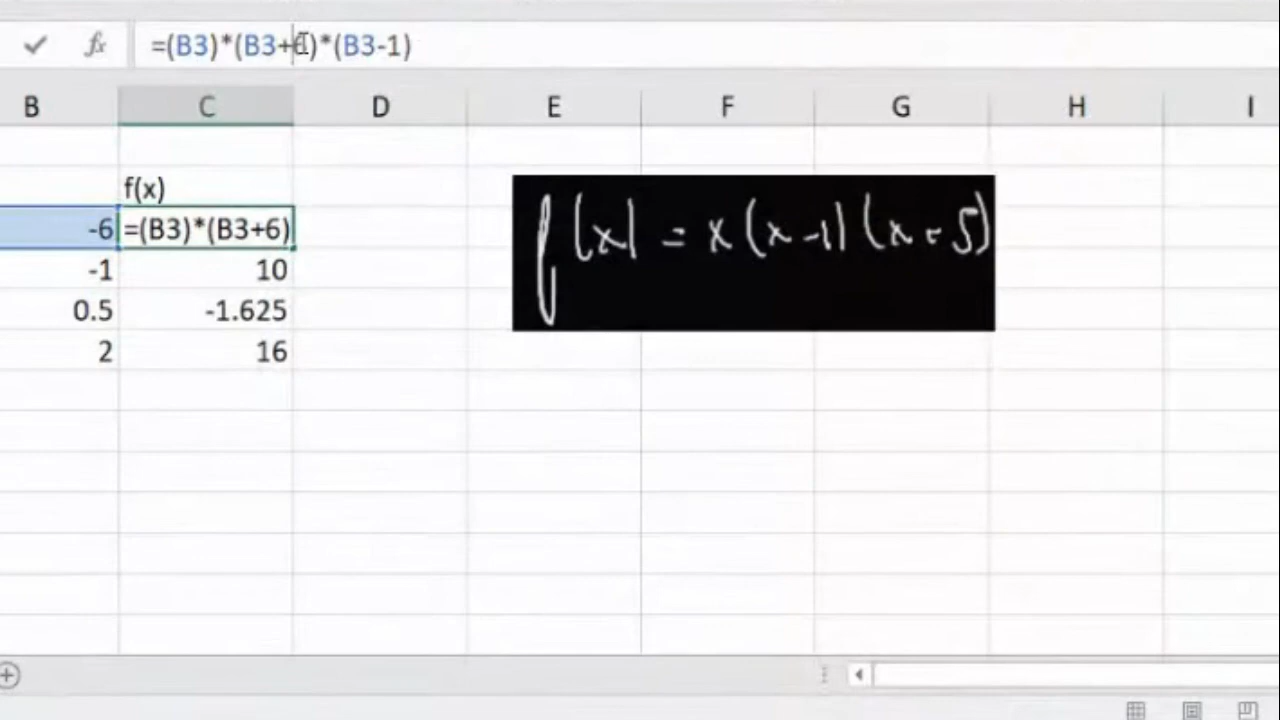 fx =(B3)*(B3+6)*(B3-1)
B C D E F G H I
f(x)
-6 =(B3)*(B3+6)
-1 10
0.5 -1.625
2 16
f(x) = x(x-1)(x+5)